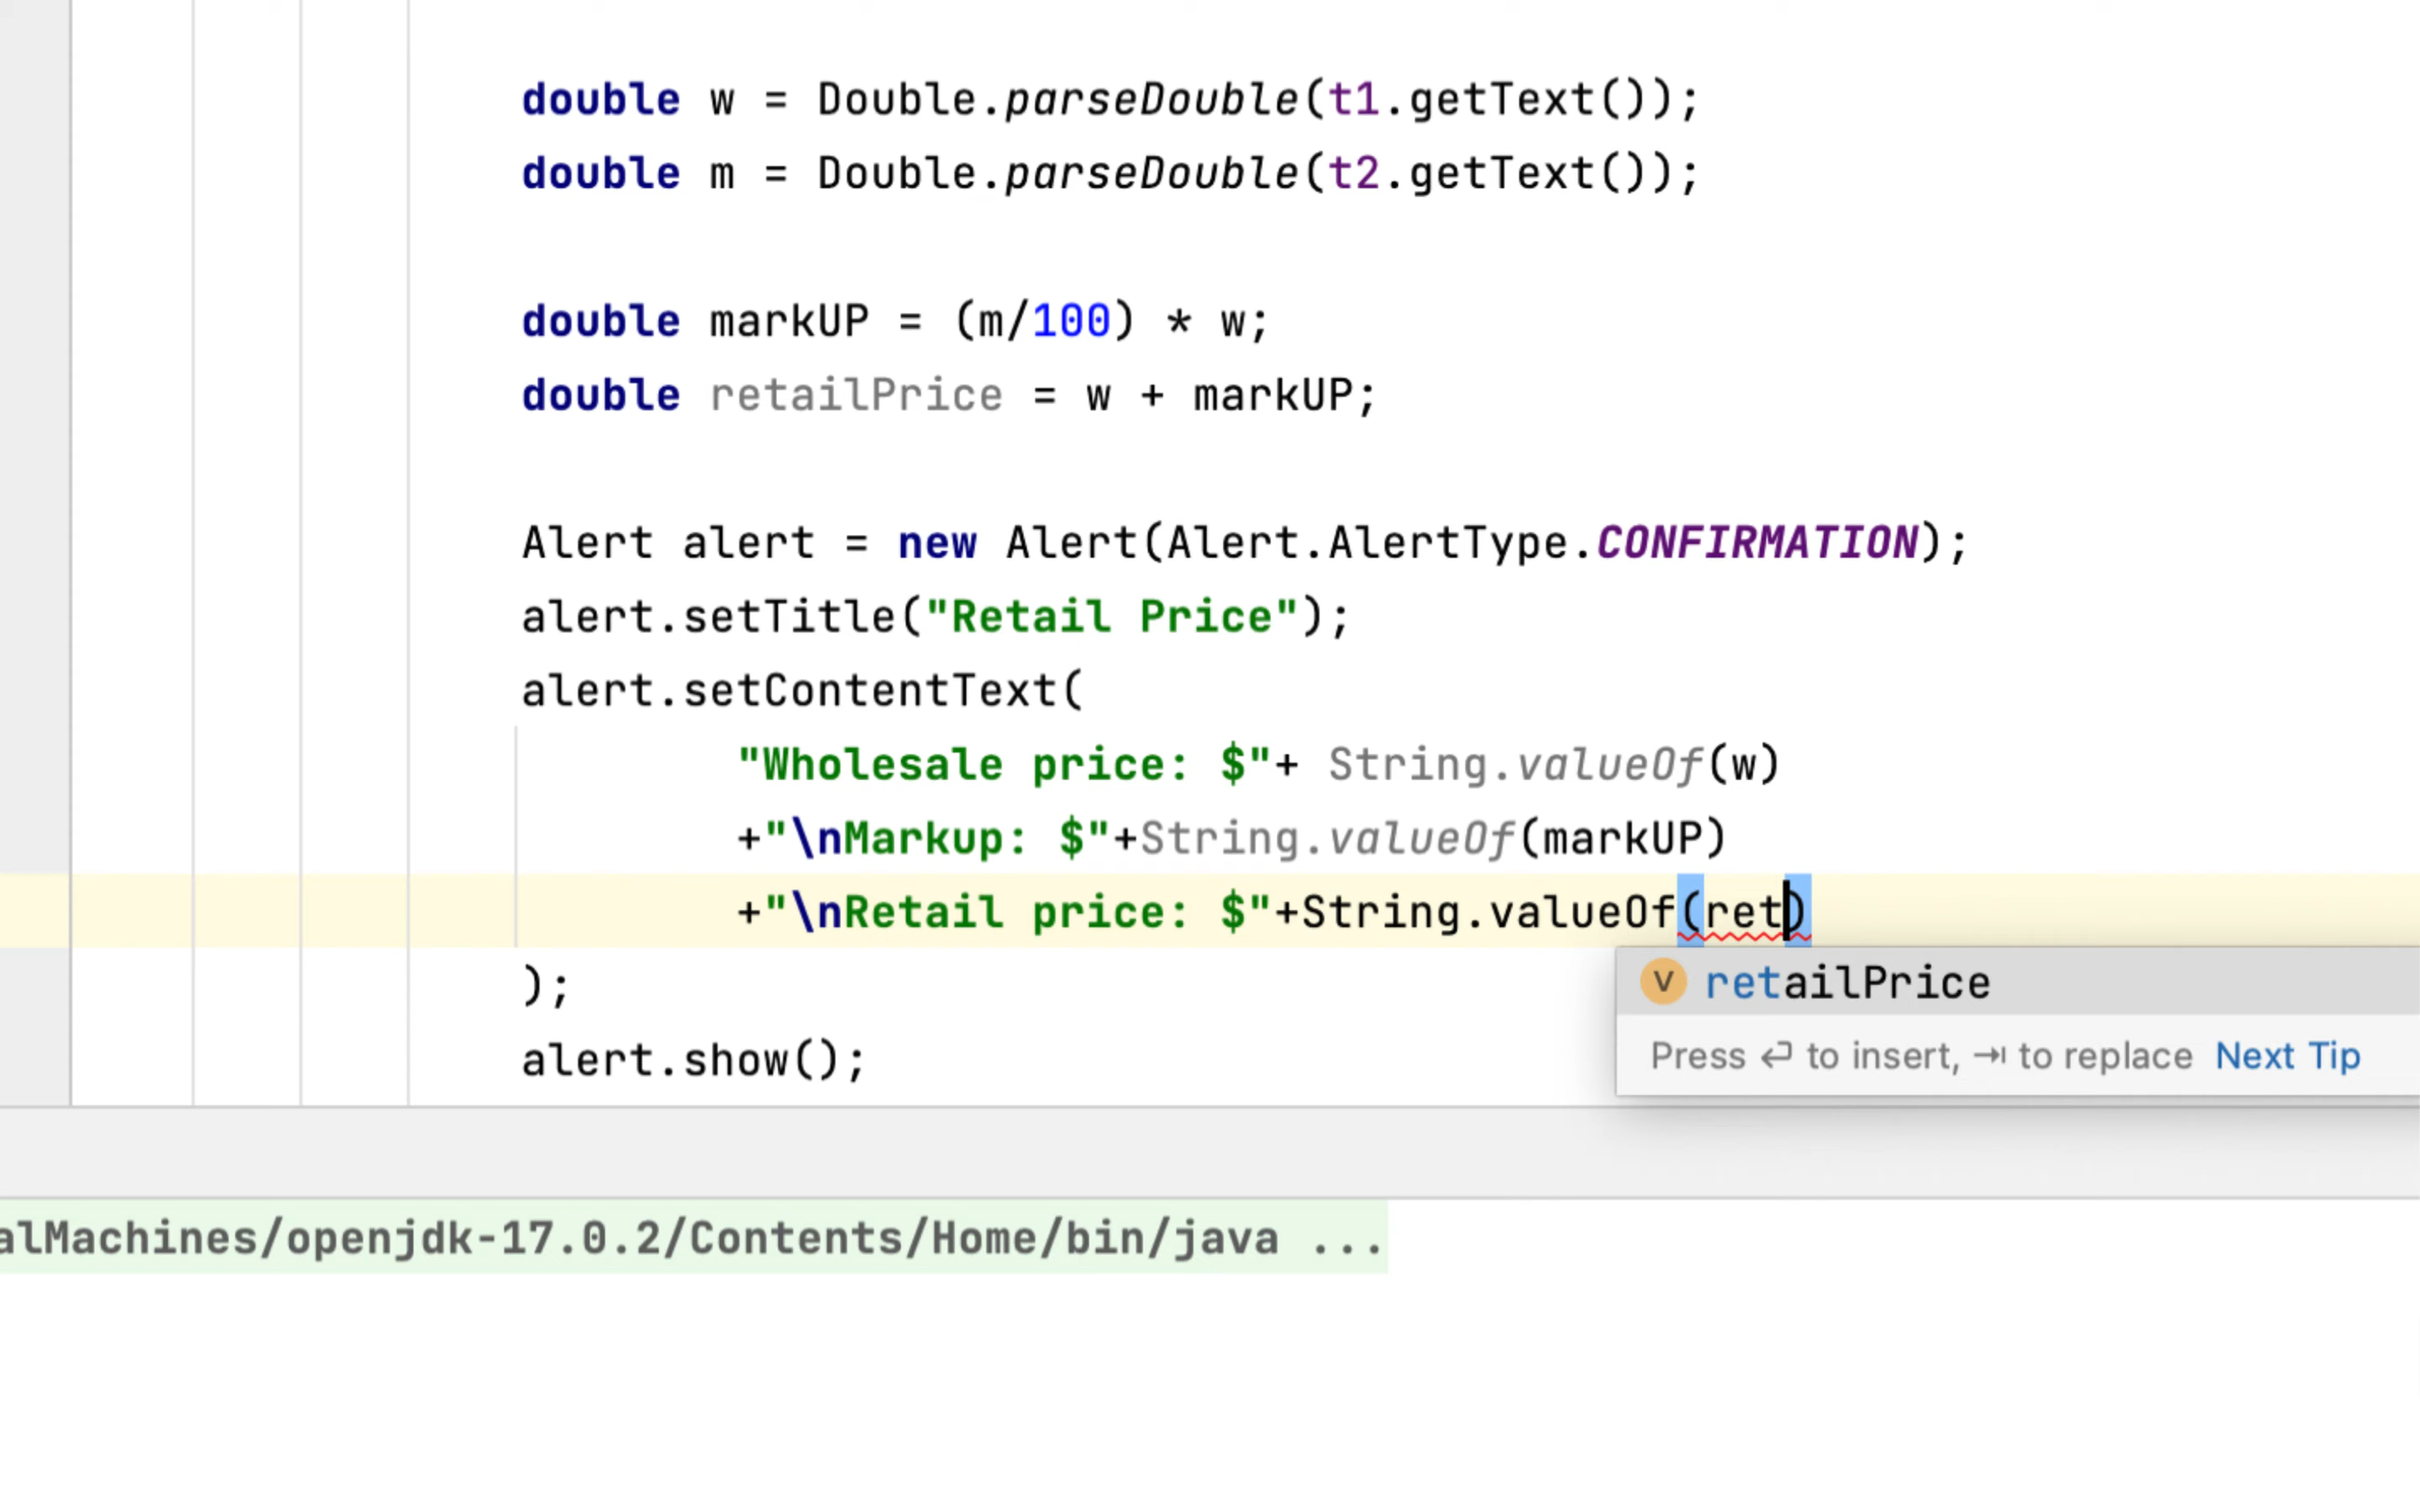 double w = Double.parseDouble(t1.getText());
double m = Double.parseDouble(t2.getText());
double markUP = (m/100) * w;
double retailPrice = w + markUP;
Alert alert = new Alert(Alert.AlertType.CONFIRMATION);
alert.setTitle("Retail Price");
alert.setContentText(
"Wholesale price: $"+ String.valueOf(w)
+"\nMarkup: $"+String.valueOf(markUP)
+"\nRetail price: $"+String.valueOf(ret)
);
v retailPrice
Press ↩ to insert, ⇥ to replace Next Tip
alert.show();
alMachines/openjdk-17.0.2/Contents/Home/bin/java ...